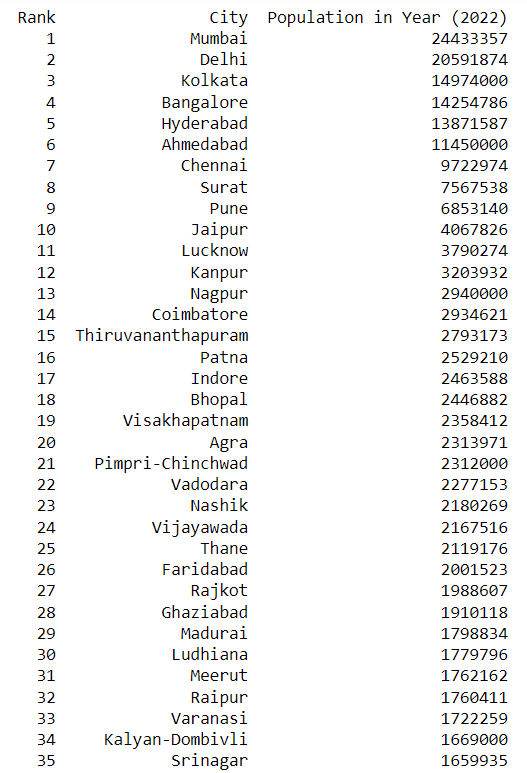 Rank City Population in Year (2022)
1 Mumbai 24433357
2 Delhi 20591874
3 Kolkata 14974000
4 Bangalore 14254786
5 Hyderabad 13871587
6 Ahmedabad 11450000
7 Chennai 9722974
8 Surat 7567538
9 Pune 6853140
10 Jaipur 4067826
11 Lucknow 3790274
12 Kanpur 3203932
13 Nagpur 2940000
14 Coimbatore 2934621
15 Thiruvananthapuram 2793173
16 Patna 2529210
17 Indore 2463588
18 Bhopal 2446882
19 Visakhapatnam 2358412
20 Agra 2313971
21 Pimpri-Chinchwad 2312000
22 Vadodara 2277153
23 Nashik 2180269
24 Vijayawada 2167516
25 Thane 2119176
26 Faridabad 2001523
27 Rajkot 1988607
28 Ghaziabad 1910118
29 Madurai 1798834
30 Ludhiana 1779796
31 Meerut 1762162
32 Raipur 1760411
33 Varanasi 1722259
34 Kalyan-Dombivli 1669000
35 Srinagar 1659935